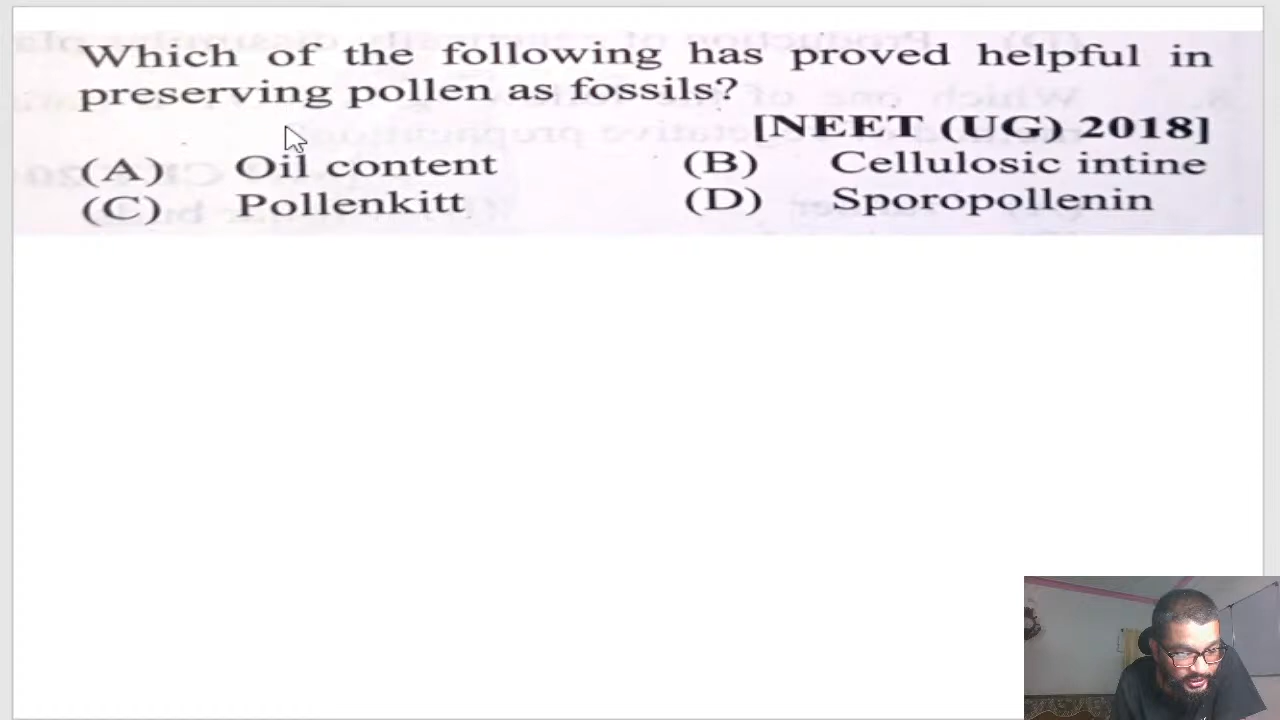 Which of the following has proved helpful in
preserving pollen as fossils?
[NEET (UG) 2018]
(A) Oil content (B) Cellulosic intine
(C) Pollenkitt (D) Sporopollenin